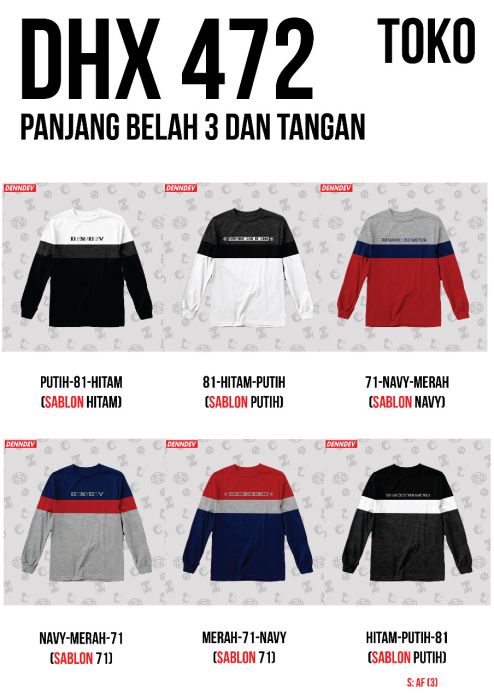 DHX 472
TOKO
PANJANG BELAH 3 DAN TANGAN
DENNDEV
DENNDEV
DENNDEV
DENNDEV
PUTIH-81-HITAM
(SABLON HITAM)
81-HITAM-PUTIH
(SABLON PUTIH)
71-NAVY-MERAH
(SABLON NAVY)
DENNDEV
DENNDEV
DENNDEV
DENNDEV
NAVY-MERAH-71
(SABLON 71)
MERAH-71-NAVY
(SABLON 71)
HITAM-PUTIH-81
(SABLON PUTIH)
S: AF (3)